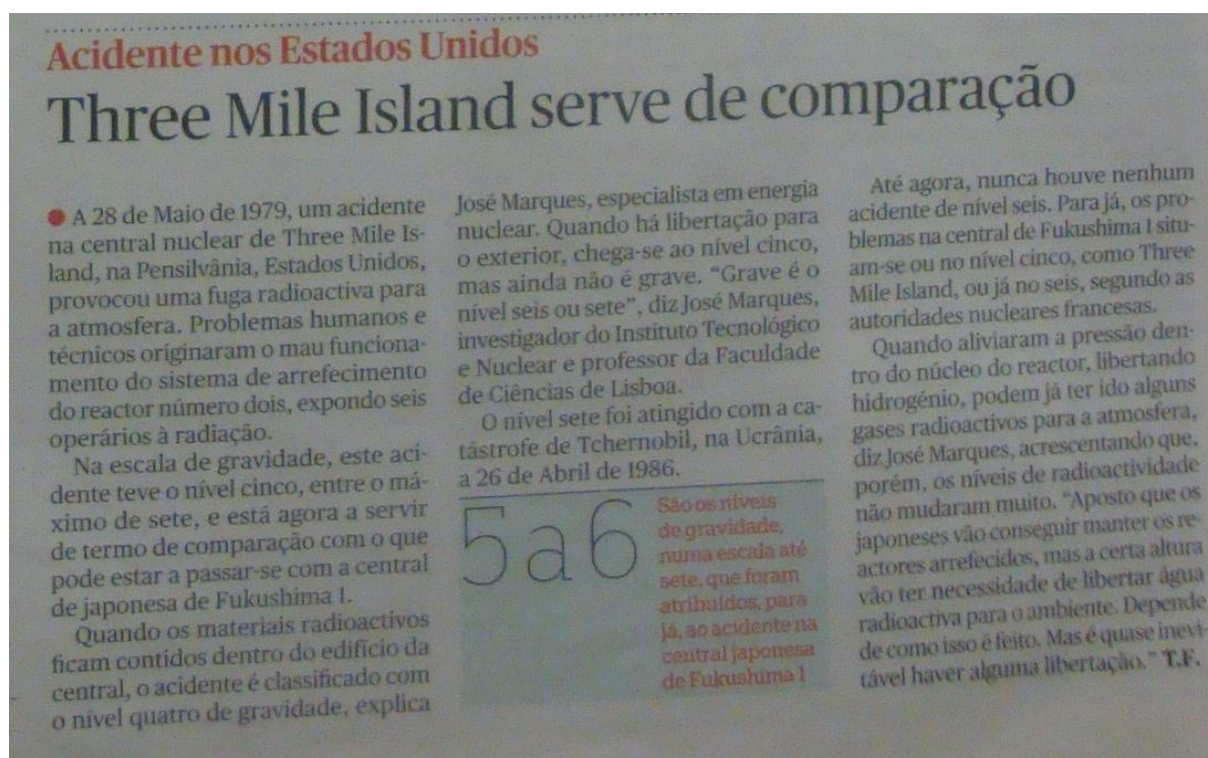 Acidente nos Estados Unidos
Three Mile Island serve de comparação
● A 28 de Maio de 1979, um acidente
na central nuclear de Three Mile Is-
land, na Pensilvânia, Estados Unidos,
provocou uma fuga radioactiva para
a atmosfera. Problemas humanos e
técnicos originaram o mau funciona-
mento do sistema de arrefecimento
do reactor número dois, expondo seis
operários à radiação.
Na escala de gravidade, este aci-
dente teve o nível cinco, entre o má-
ximo de sete, e está agora a servir
de termo de comparação com o que
pode estar a passar-se com a central
de japonesa de Fukushima 1.
Quando os materiais radioactivos
ficam contidos dentro do edifício da
central, o acidente é classificado com
o nível quatro de gravidade, explica
José Marques, especialista em energia
nuclear. Quando há libertação para
o exterior, chega-se ao nível cinco,
mas ainda não é grave. “Grave é o
nível seis ou sete”, diz José Marques,
investigador do Instituto Tecnológico
e Nuclear e professor da Faculdade
de Ciências de Lisboa.
O nível sete foi atingido com a ca-
tástrofe de Tchernobil, na Ucrânia,
a 26 de Abril de 1986.
5 a 6
São os níveis
de gravidade,
numa escala até
sete, que foram
atribuídos, para
já, ao acidente na
central japonesa
de Fukushima 1
Até agora, nunca houve nenhum
acidente de nível seis. Para já, os pro-
blemas na central de Fukushima 1 situ-
am-se ou no nível cinco, como Three
Mile Island, ou já no seis, segundo as
autoridades nucleares francesas.
Quando aliviaram a pressão den-
tro do núcleo do reactor, libertando
hidrogénio, podem já ter ido alguns
gases radioactivos para a atmosfera,
diz José Marques, acrescentando que,
porém, os níveis de radioactividade
não mudaram muito. “Aposto que os
japoneses vão conseguir manter os re-
actores arrefecidos, mas a certa altura
vão ter necessidade de libertar água
radioactiva para o ambiente. Depende
de como isso é feito. Mas é quase inevi-
tável haver alguma libertação.” T.F.